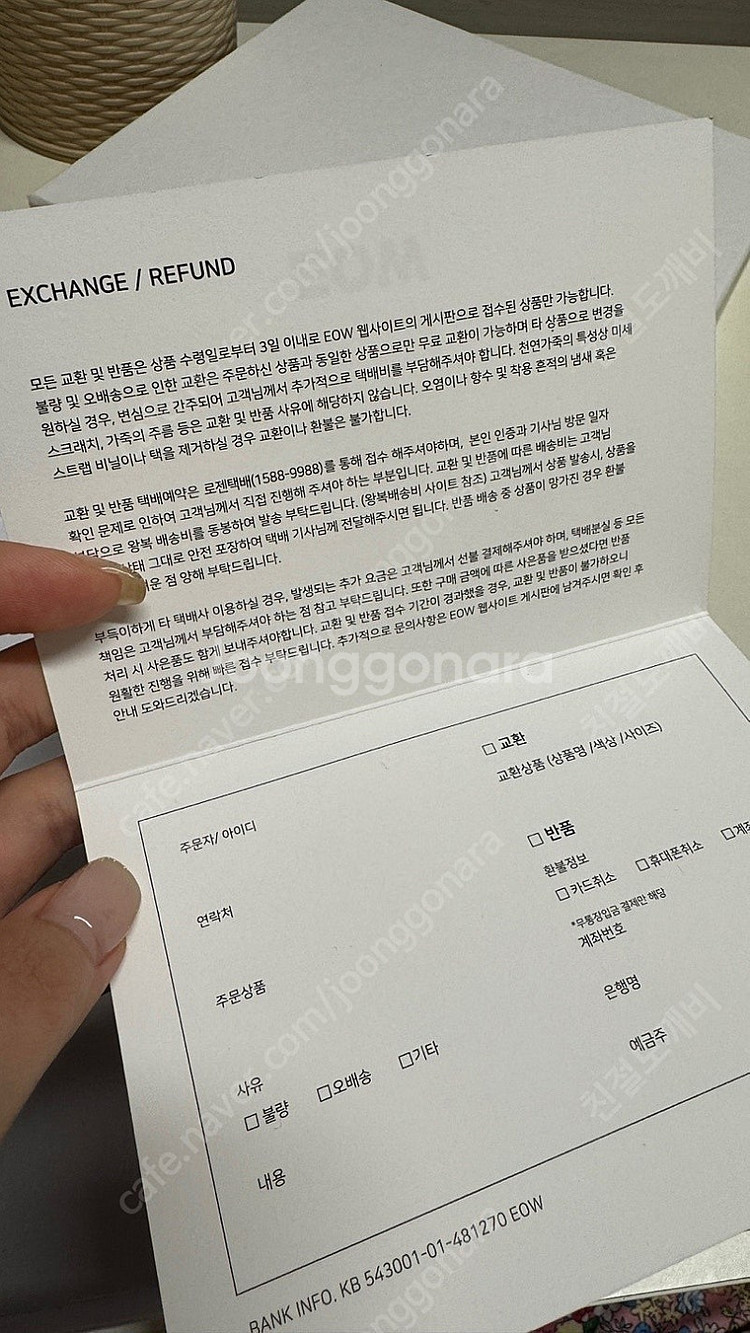 EXCHANGE / REFUND
모든 교환 및 반품은 상품 수령일로부터 3일 이내로 EOW 웹사이트의 게시판으로 접수된 상품만 가능합니다.
불량 및 오배송으로 인한 교환은 주문하신 상품과 동일한 상품으로만 무료 교환이 가능하며 타 상품으로 변경을
원하실 경우, 변심으로 간주되어 고객님께서 추가적으로 택배비를 부담해주셔야 합니다. 천연가죽의 특성상 미세
스크래치, 가죽의 주름 등은 교환 및 반품 사유에 해당하지 않습니다. 오염이나 향수 및 착용 흔적의 냄새 혹은
스트랩 비닐이나 택을 제거하실 경우 교환이나 환불은 불가합니다.
교환 및 반품 택배예약은 로젠택배(1588-9988)를 통해 접수 해주셔야하며, 본인 인증과 기사님 방문 일자
확인 문제로 인하여 고객님께서 직접 진행해 주셔야 하는 부분입니다. 교환 및 반품에 따른 배송비는 고객님
으로 왕복 배송비를 동봉하여 발송 부탁드립니다. (왕복배송비 사이트 참조) 고객님께서 상품 발송시, 상품을
상태 그대로 안전 포장하여 택배 기사님께 전달해주시면 됩니다. 반품 배송 중 상품이 망가진 경우 환불
운 점 양해 부탁드립니다.
부득이하게 타 택배사 이용하실 경우, 발생되는 추가 요금은 고객님께서 선불 결제해주셔야 하며, 택배분실 등 모든
책임은 고객님께서 부담해주셔야 하는 점 참고 부탁드립니다. 또한 구매 금액에 따른 사은품을 받으셨다면 반품
처리 시 사은품도 함게 보내주셔야합니다. 교환 및 반품 접수 기간이 경과했을 경우, 교환 및 반품이 불가하오니
원활한 진행을 위해 빠른 접수 부탁드립니다. 추가적으로 문의사항은 EOW 웹사이트 게시판에 남겨주시면 확인 후
안내 도와드리겠습니다.
주문자/ 아이디
연락처
주문상품
사유
□ 불량 □오배송 □기타
내용
□ 교환
교환상품 (상품명 /색상 /사이즈)
□ 반품
환불정보
□ 카드취소 □휴대폰취소 □계좌
*무통장입금 결제만 해당
계좌번호
은행명
예금주
BANK INFO. KB 543001-01-481270 EOW
cafe.naver.com/joonggonara
친절도깨비
joonggonara